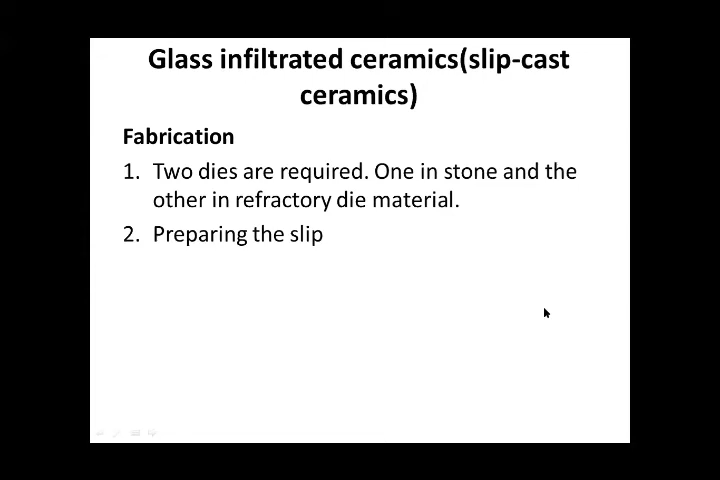 Glass infiltrated ceramics(slip-cast
ceramics)
Fabrication
1. Two dies are required. One in stone and the
other in refractory die material.
2. Preparing the slip